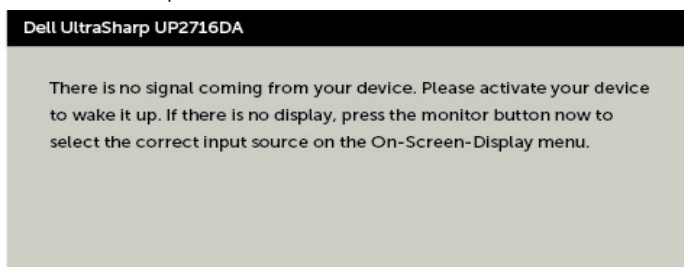 Dell UltraSharp UP2716DA
There is no signal coming from your device. Please activate your device
to wake it up. If there is no display, press the monitor button now to
select the correct input source on the On-Screen-Display menu.